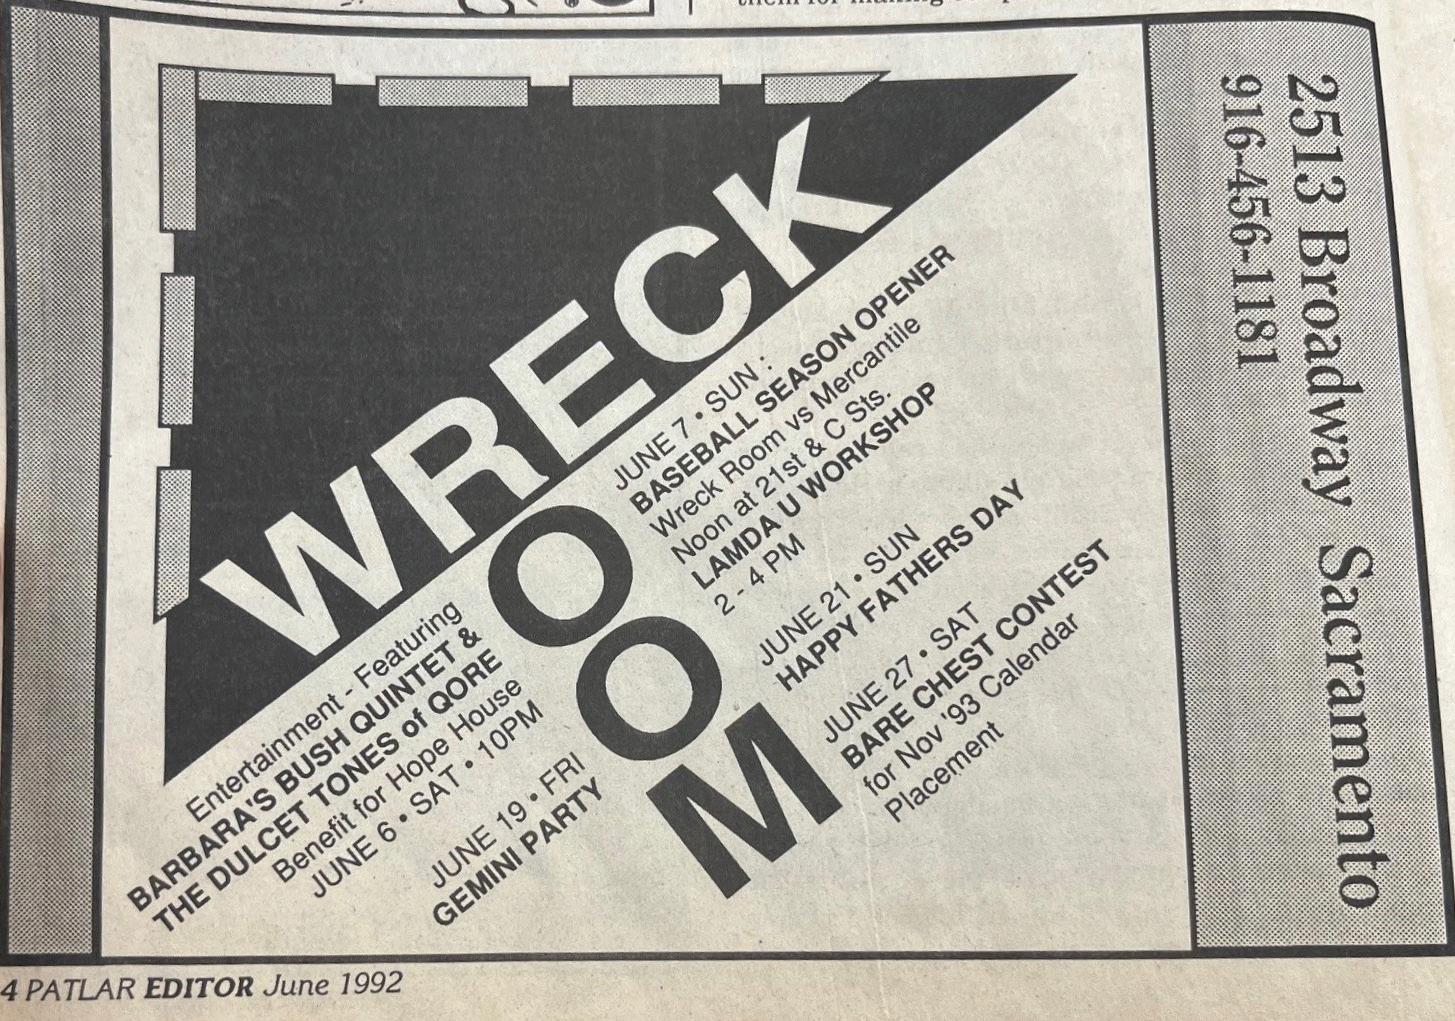 WRECK
ROOM
Entertainment - Featuring
BARBARA'S BUSH QUINTET &
THE DULCET TONES of QORE
Benefit for Hope House
JUNE 6 • SAT • 10PM
JUNE 19 • FRI
GEMINI PARTY
JUNE 7 • SUN :
BASEBALL SEASON OPENER
Wreck Room vs Mercantile
Noon at 21st & C Sts.
LAMDA U WORKSHOP
2 - 4 PM
JUNE 21 • SUN
HAPPY FATHERS DAY
JUNE 27 • SAT
BARE CHEST CONTEST
for Nov '93 Calendar
Placement
2513 Broadway Sacramento
916-456-1181
4 PATLAR EDITOR June 1992